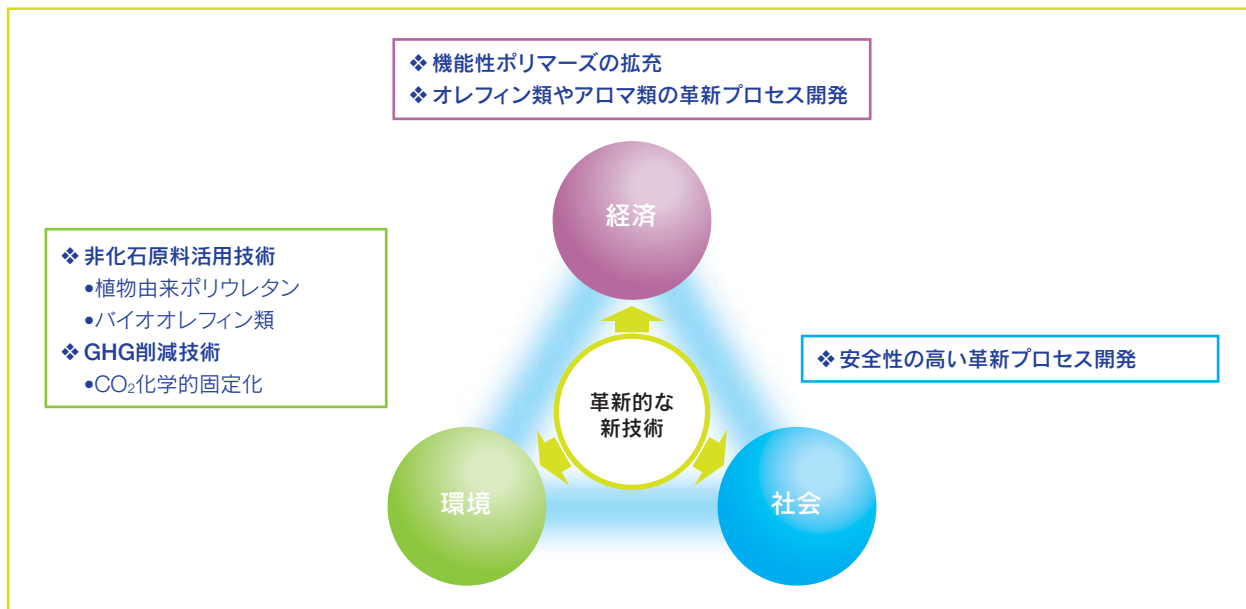 ❖ 機能性ポリマーズの拡充
❖ オレフィン類やアロマ類の革新プロセス開発
経済
❖ 非化石原料活用技術
•植物由来ポリウレタン
•バイオオレフィン類
❖ GHG削減技術
•CO₂化学的固定化
❖ 安全性の高い革新プロセス開発
革新的な
新技術
環境
社会